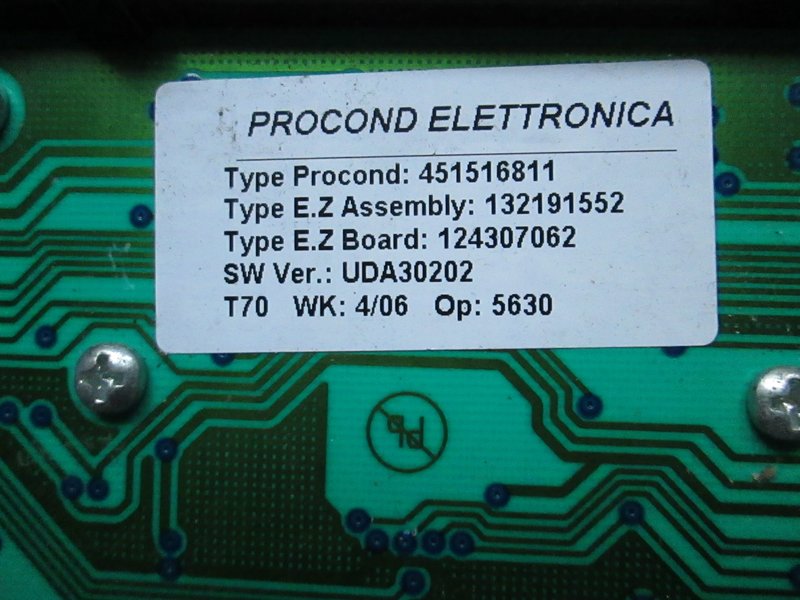 PROCOND ELETTRONICA
Type Procond: 451516811
Type E.Z Assembly: 132191552
Type E.Z Board: 124307062
SW Ver.: UDA30202
T70 WK: 4/06 Op: 5630